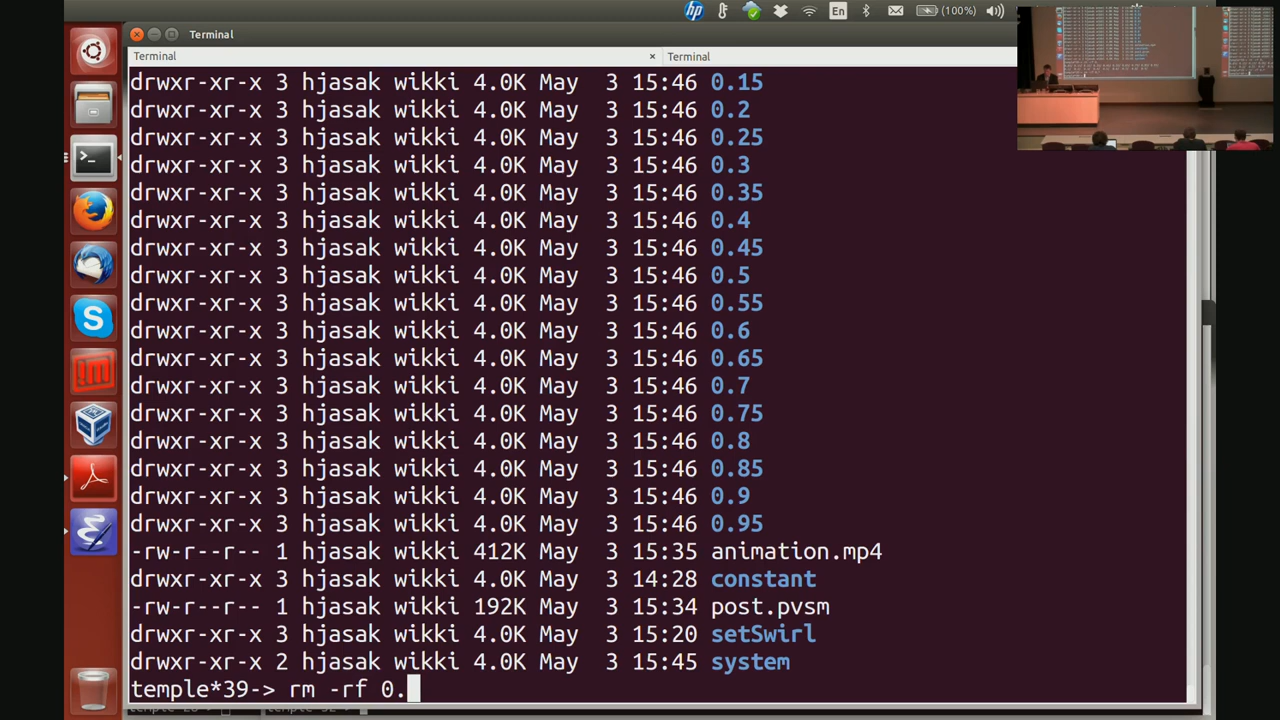 En
(100%)
Terminal
Terminal × Terminal
drwxr-xr-x 3 hjasak wikki 4.0K May  3 15:46 0.15
drwxr-xr-x 3 hjasak wikki 4.0K May  3 15:46 0.2
drwxr-xr-x 3 hjasak wikki 4.0K May  3 15:46 0.25
drwxr-xr-x 3 hjasak wikki 4.0K May  3 15:46 0.3
drwxr-xr-x 3 hjasak wikki 4.0K May  3 15:46 0.35
drwxr-xr-x 3 hjasak wikki 4.0K May  3 15:46 0.4
drwxr-xr-x 3 hjasak wikki 4.0K May  3 15:46 0.45
drwxr-xr-x 3 hjasak wikki 4.0K May  3 15:46 0.5
drwxr-xr-x 3 hjasak wikki 4.0K May  3 15:46 0.55
drwxr-xr-x 3 hjasak wikki 4.0K May  3 15:46 0.6
drwxr-xr-x 3 hjasak wikki 4.0K May  3 15:46 0.65
drwxr-xr-x 3 hjasak wikki 4.0K May  3 15:46 0.7
drwxr-xr-x 3 hjasak wikki 4.0K May  3 15:46 0.75
drwxr-xr-x 3 hjasak wikki 4.0K May  3 15:46 0.8
drwxr-xr-x 3 hjasak wikki 4.0K May  3 15:46 0.85
drwxr-xr-x 3 hjasak wikki 4.0K May  3 15:46 0.9
drwxr-xr-x 3 hjasak wikki 4.0K May  3 15:46 0.95
-rw-r--r-- 1 hjasak wikki 412K May  3 15:35 animation.mp4
drwxr-xr-x 3 hjasak wikki 4.0K May  3 14:28 constant
-rw-r--r-- 1 hjasak wikki 192K May  3 15:34 post.pvsm
drwxr-xr-x 3 hjasak wikki 4.0K May  3 15:20 setSwirl
drwxr-xr-x 2 hjasak wikki 4.0K May  3 15:45 system
temple*39-> rm -rf 0.